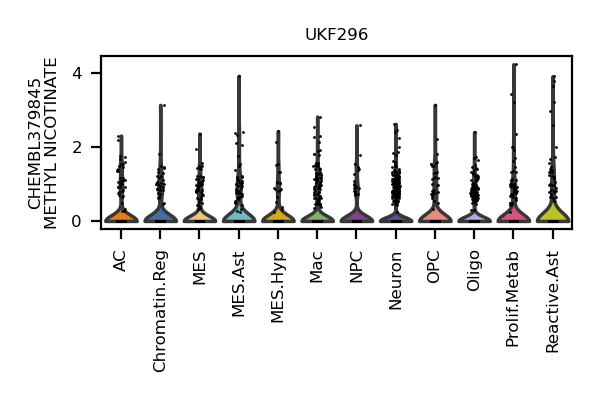 UKF296
CHEMBL379845
METHYL NICOTINATE
4
2
0
AC
Chromatin.Reg
MES
MES.Ast
MES.Hyp
Mac
NPC
Neuron
OPC
Oligo
Prolif.Metab
Reactive.Ast